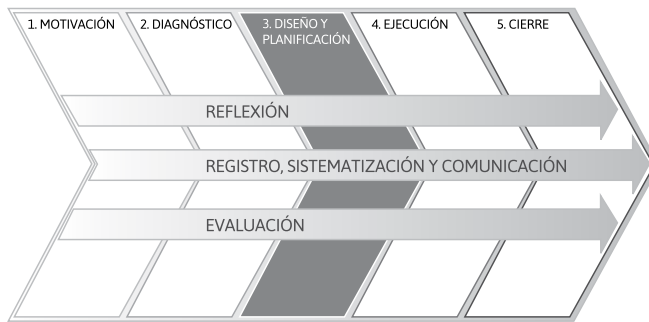 1. MOTIVACIÓN
2. DIAGNÓSTICO
3. DISEÑO Y
PLANIFICACIÓN
4. EJECUCIÓN
5. CIERRE
REFLEXIÓN
REGISTRO, SISTEMATIZACIÓN Y COMUNICACIÓN
EVALUACIÓN